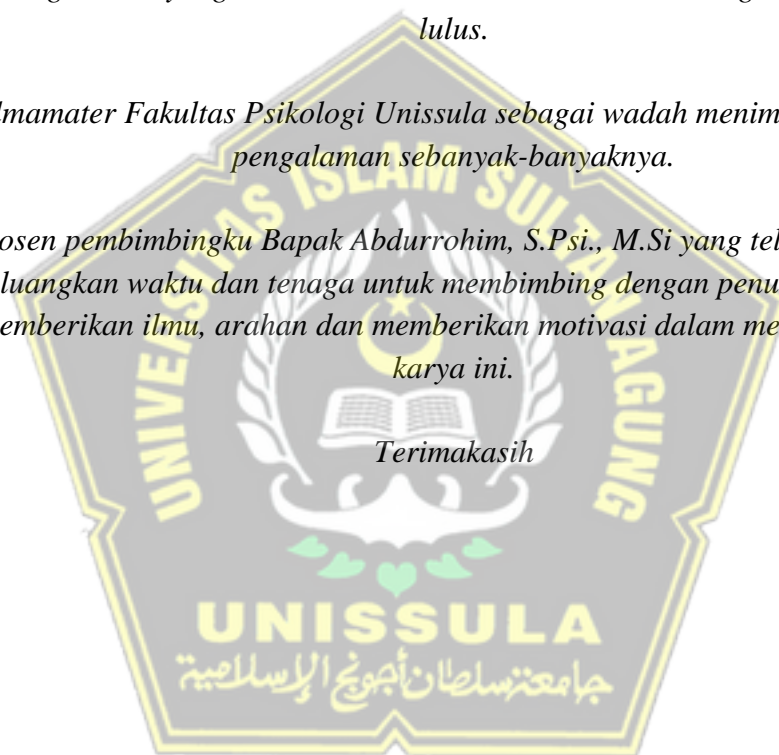 lulus.
lmamater Fakultas Psikologi Unissula sebagai wadah menim
pengalaman sebanyak-banyaknya.
osen pembimbingku Bapak Abdurrohim, S.Psi., M.Si yang tel
luangkan waktu dan tenaga untuk membimbing dengan penu
emberikan ilmu, arahan dan memberikan motivasi dalam me
karya ini.
Terimakasih
UNIVERSITAS ISLAM SULTAN AGUNG
UNISSULA
جامعة سلطان أجونج الإسلامية